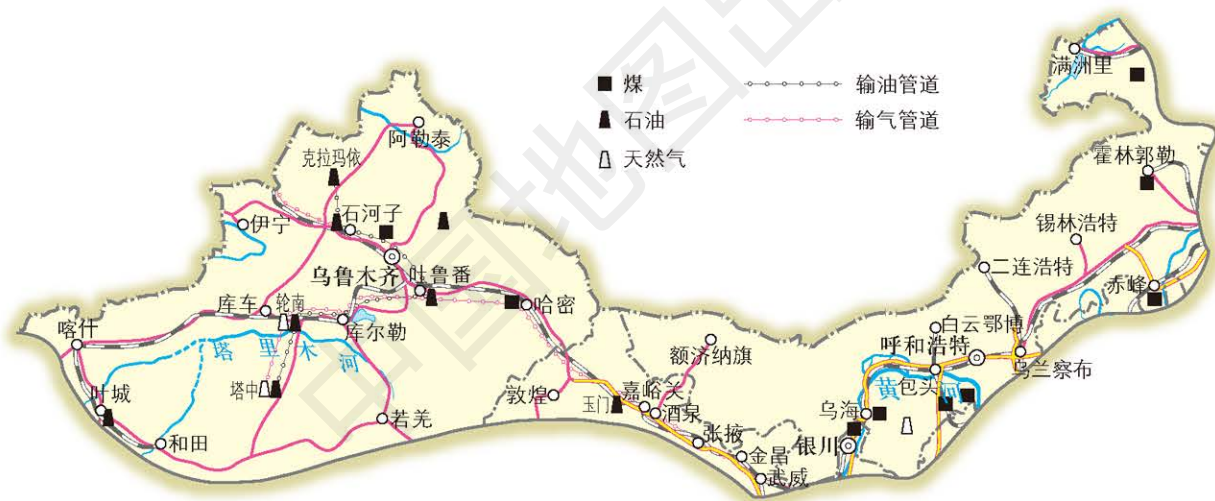 满洲里
煤
输油管道
石油
输气管道
天然气
阿勒泰
克拉玛依
霍林郭勒
石河子
伊宁
锡林浩特
乌鲁木齐
吐鲁番
二连浩特
赤峰
库车
轮南
哈密
库尔勒
喀什
白云鄂博
塔里木河
呼和浩特
额济纳旗
乌兰察布
黄河
包头
塔中
叶城
敦煌
玉门
嘉峪关
酒泉
乌海
若羌
和田
张掖
银川
金昌
武威